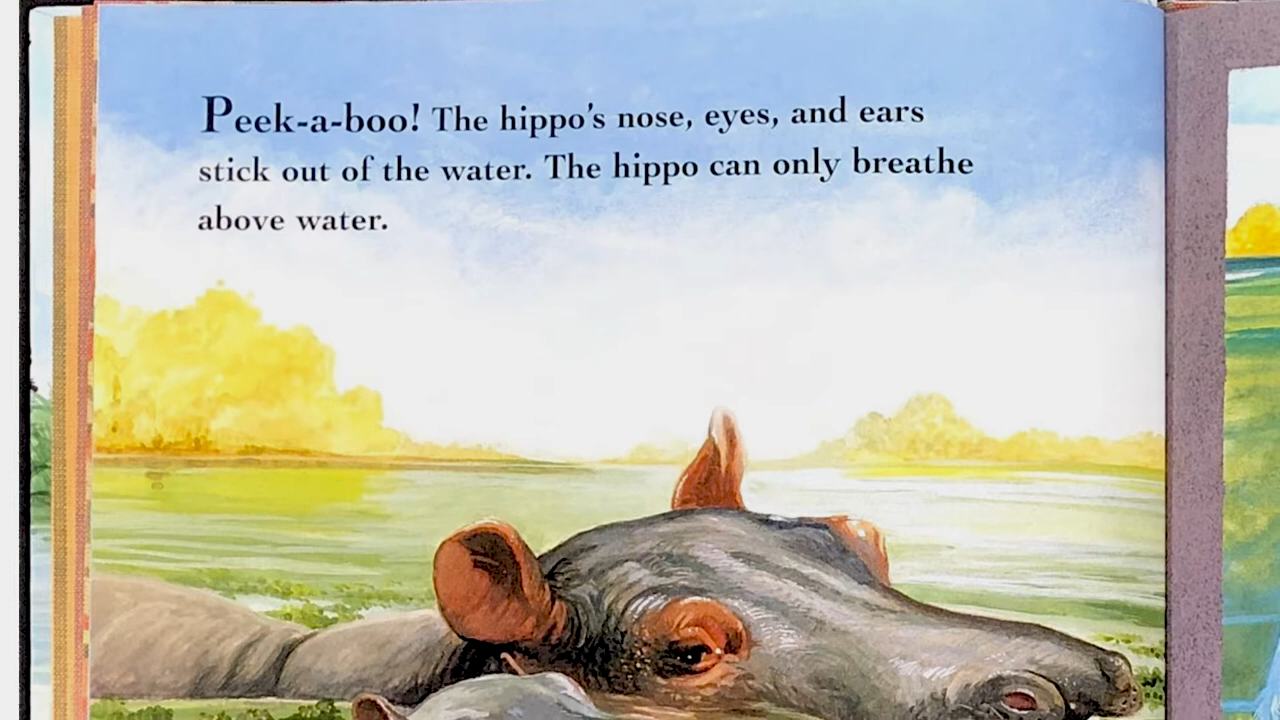 Peek-a-boo! The hippo's nose, eyes, and ears
stick out of the water. The hippo can only breathe
above water.